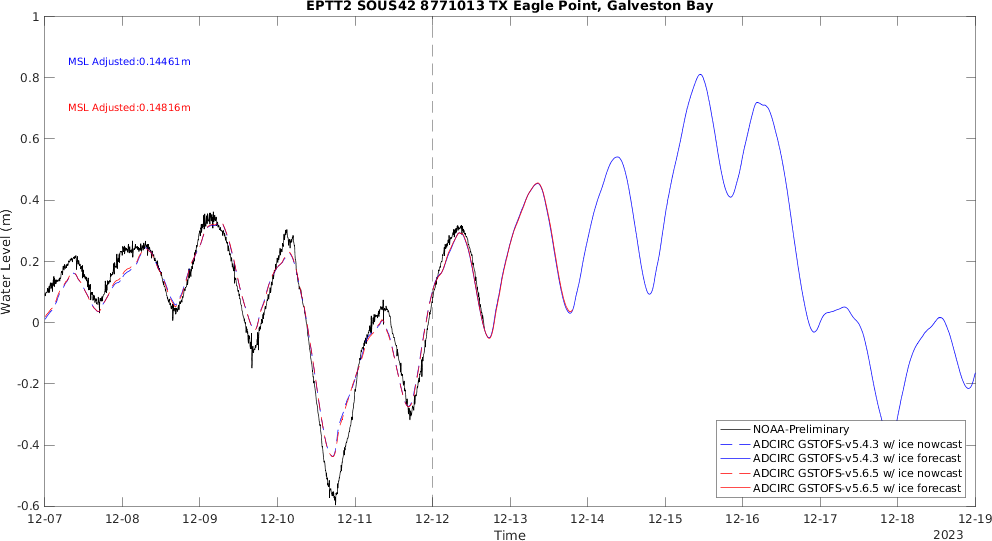 EPTT2 SOUS42 8771013 TX Eagle Point, Galveston Bay
1
MSL Adjusted:0.14461m
0.8
MSL Adjusted:0.14816m
0.6
0.4
0.2
0
-0.2
-0.4
-0.6
Water Level (m)
NOAA-Preliminary
ADCIRC GSTOFS-v5.4.3 w/ ice nowcast
ADCIRC GSTOFS-v5.4.3 w/ ice forecast
ADCIRC GSTOFS-v5.6.5 w/ ice nowcast
ADCIRC GSTOFS-v5.6.5 w/ ice forecast
12-07 12-08 12-09 12-10 12-11 12-12 12-13 12-14 12-15 12-16 12-17 12-18 12-19
Time
2023